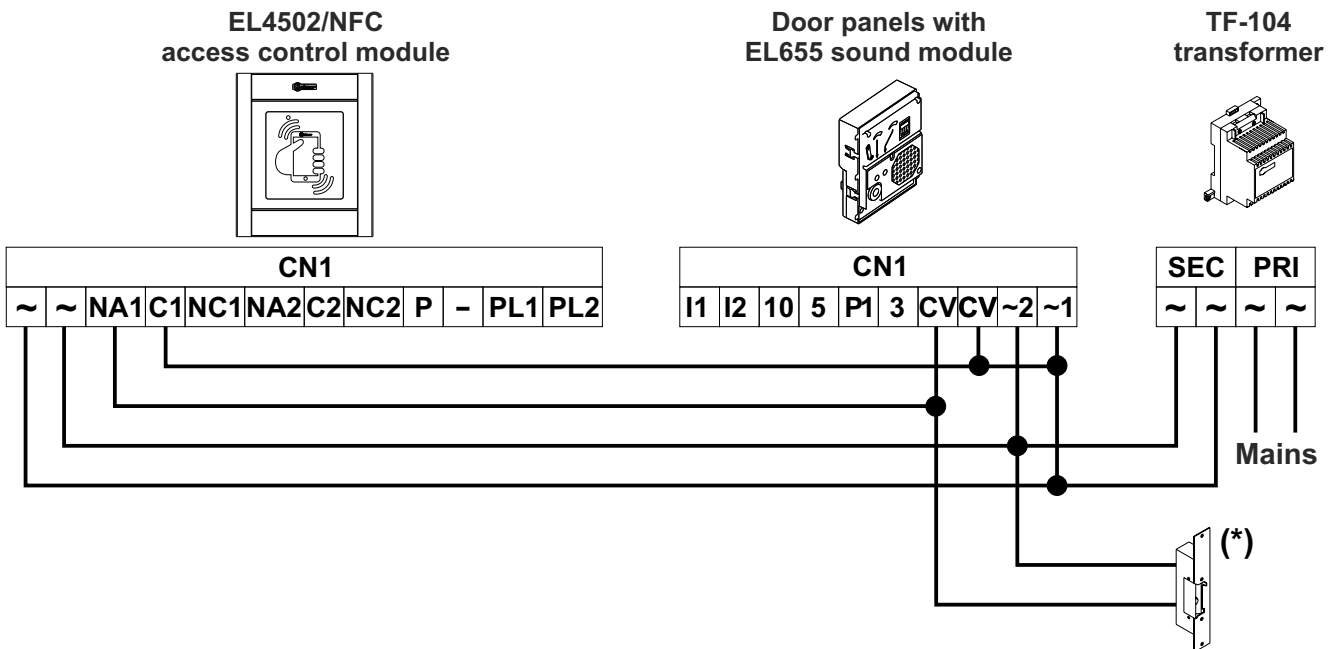 EL4502/NFC
access control module
Door panels with
EL655 sound module
TF-104
transformer
CN1
~ ~ NA1 C1 NC1 NA2 C2 NC2 P – PL1 PL2
CN1
I1 I2 10 5 P1 3 CV CV ~2 ~1
SEC PRI
~ ~ ~ ~
Mains
(*)